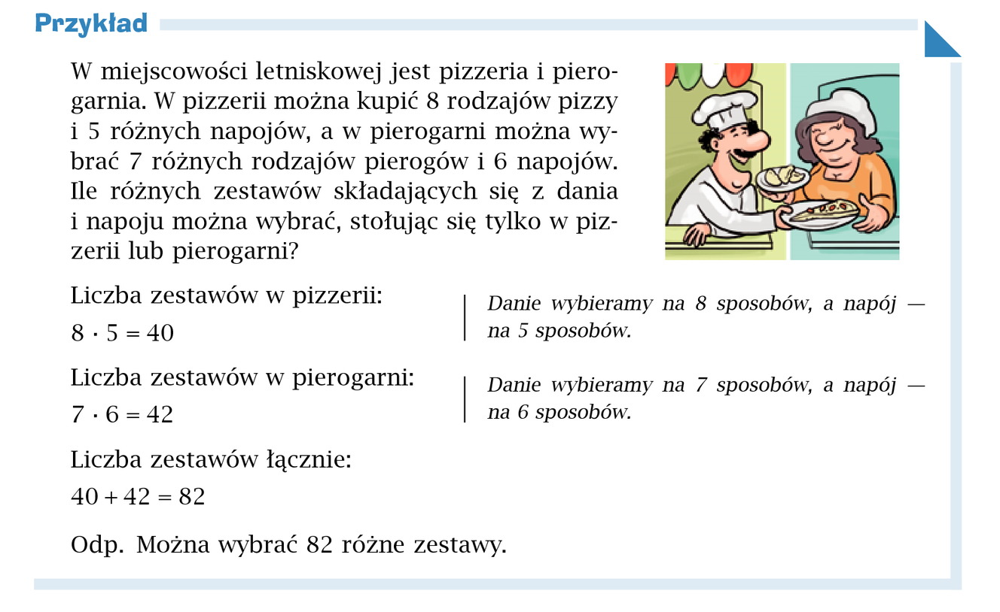 Przykład
W miejscowości letniskowej jest pizzeria i piero-
garnia. W pizzerii można kupić 8 rodzajów pizzy
i 5 różnych napojów, a w pierogarni można wy-
brać 7 różnych rodzajów pierogów i 6 napojów.
Ile różnych zestawów składających się z dania
i napoju można wybrać, stołując się tylko w piz-
zerii lub pierogarni?
Liczba zestawów w pizzerii:
8 · 5 = 40
Danie wybieramy na 8 sposobów, a napój —
na 5 sposobów.
Liczba zestawów w pierogarni:
7 · 6 = 42
Danie wybieramy na 7 sposobów, a napój —
na 6 sposobów.
Liczba zestawów łącznie:
40 + 42 = 82
Odp. Można wybrać 82 różne zestawy.